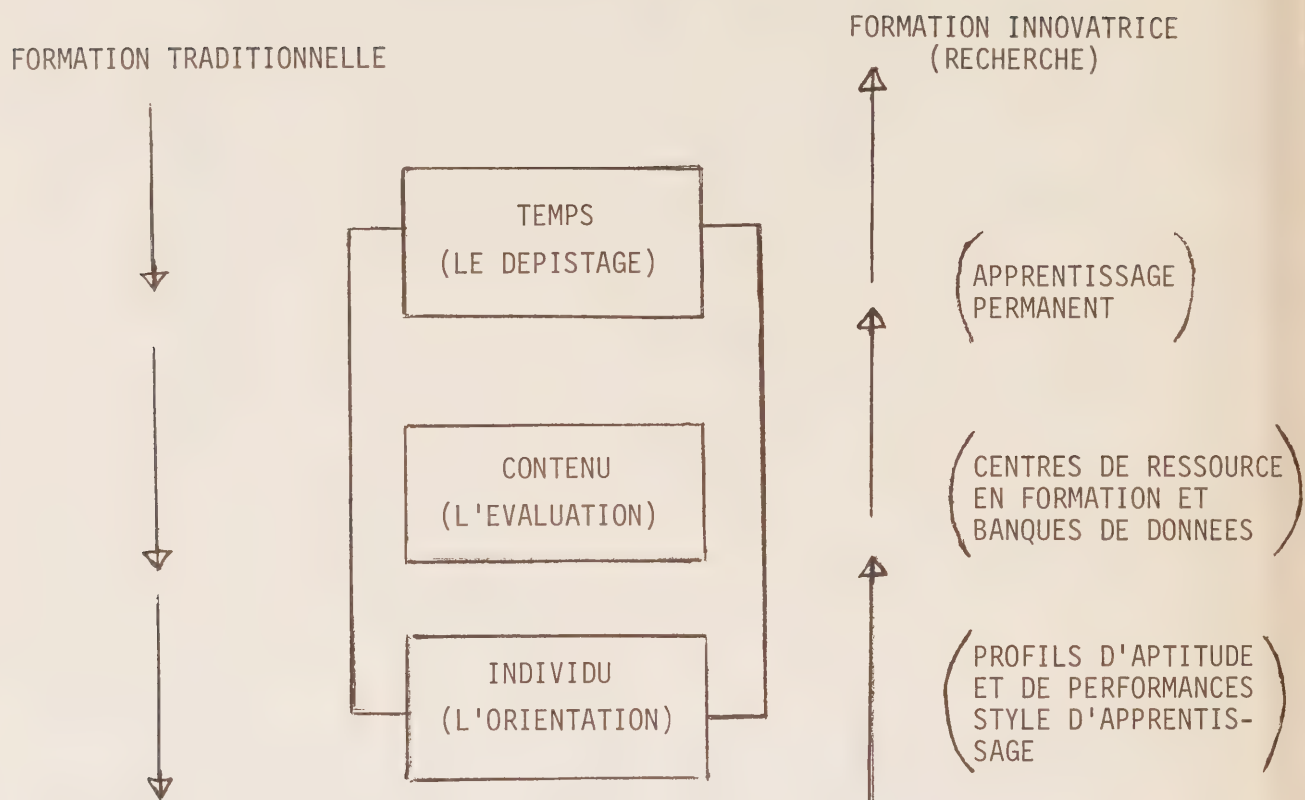 FORMATION TRADITIONNELLE
FORMATION INNOVATRICE
(RECHERCHE)
TEMPS
(LE DEPISTAGE)
(APPRENTISSAGE
PERMANENT)
CONTENU
(L'EVALUATION)
(CENTRES DE RESSOURCE
EN FORMATION ET
BANQUES DE DONNEES)
INDIVIDU
(L'ORIENTATION)
(PROFILS D'APTITUDE
ET DE PERFORMANCES
STYLE D'APPRENTIS-
SAGE)